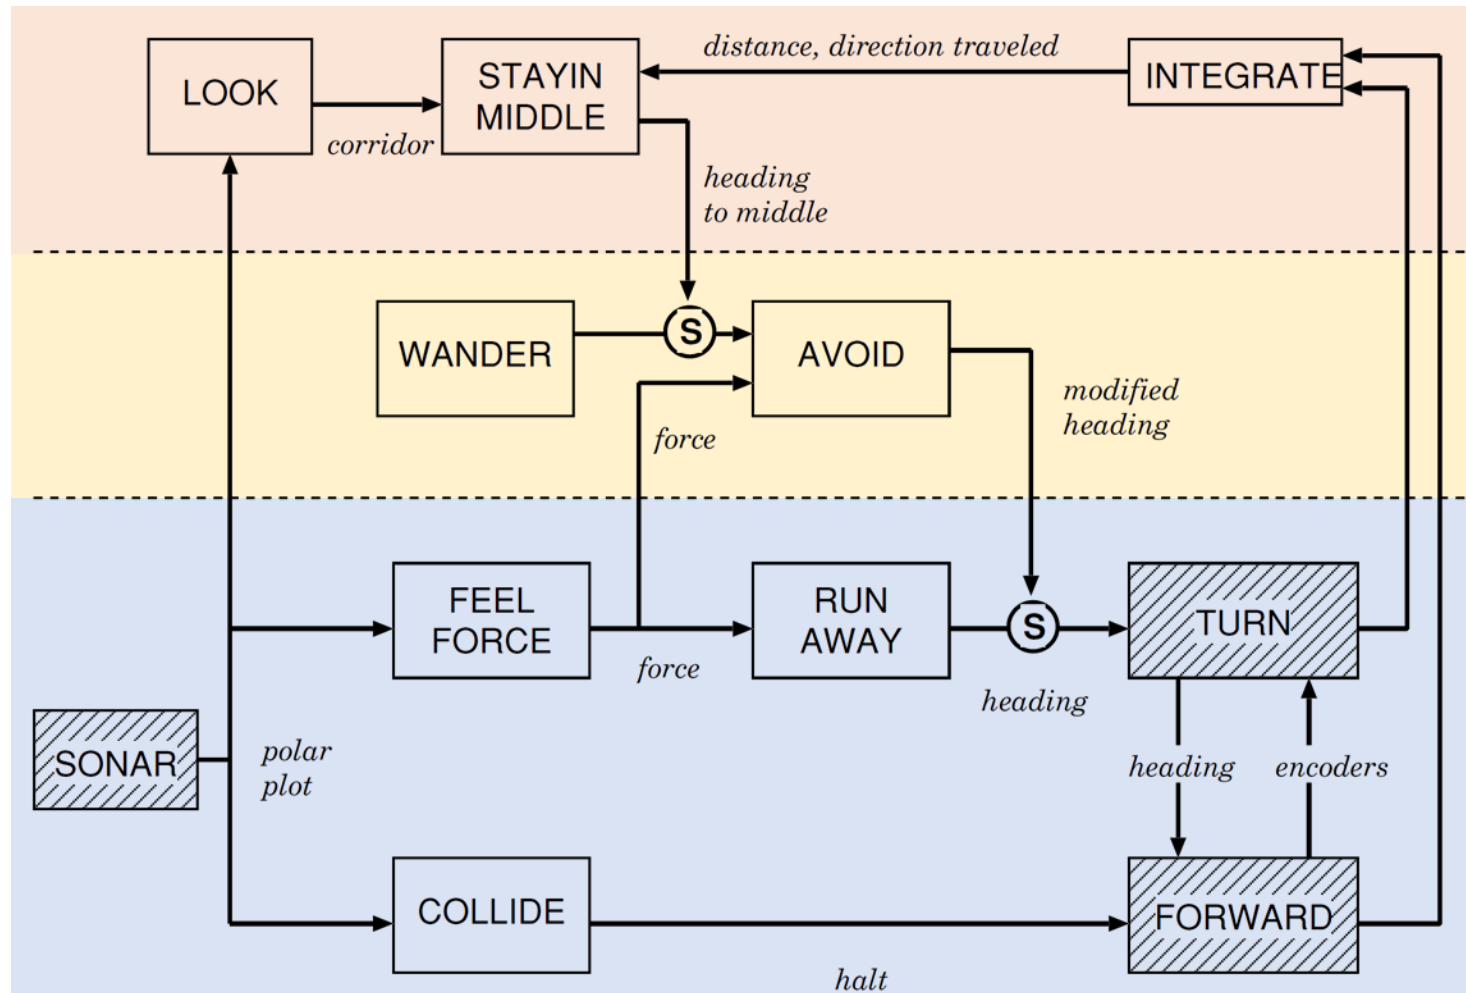 LOOK
corridor
STAYIN
MIDDLE
distance, direction traveled
INTEGRATE
heading
to middle
WANDER
S
AVOID
force
modified
heading
FEEL
FORCE
force
RUN
AWAY
S
heading
TURN
SONAR
polar
plot
heading
encoders
COLLIDE
FORWARD
halt